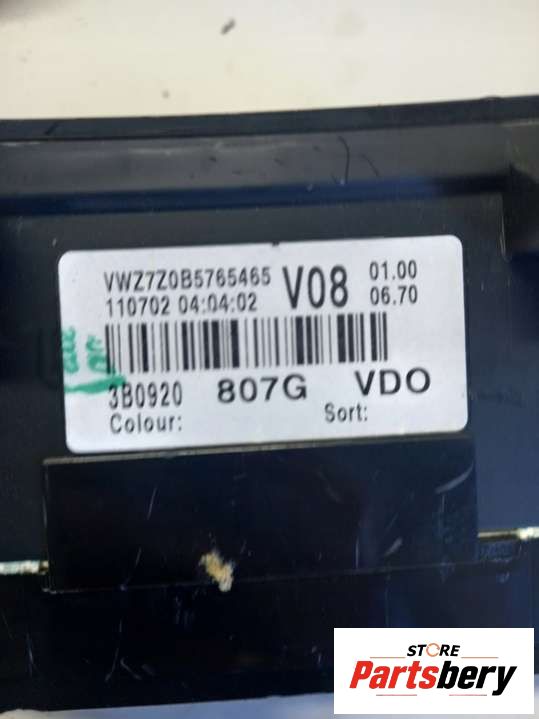 VWZ7Z0B5765465 V08 01.00
110702 04:04:02 06.70
3B0920 807G VDO
Colour: Sort:
STORE
Partsbery